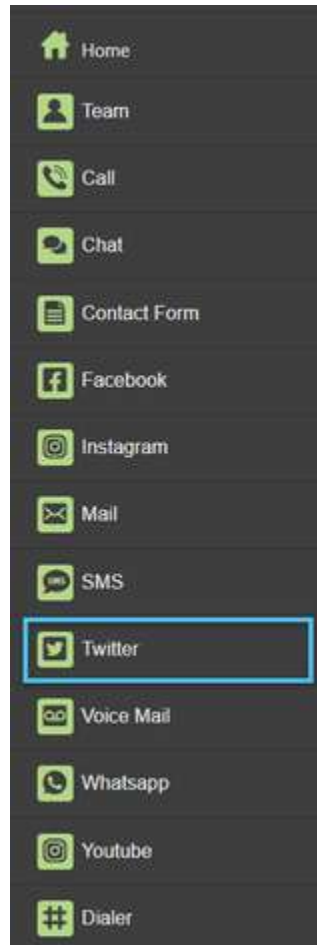 Home
Team
Call
Chat
Contact Form
Facebook
Instagram
Mail
SMS
Twitter
Voice Mail
Whatsapp
Youtube
Dialer